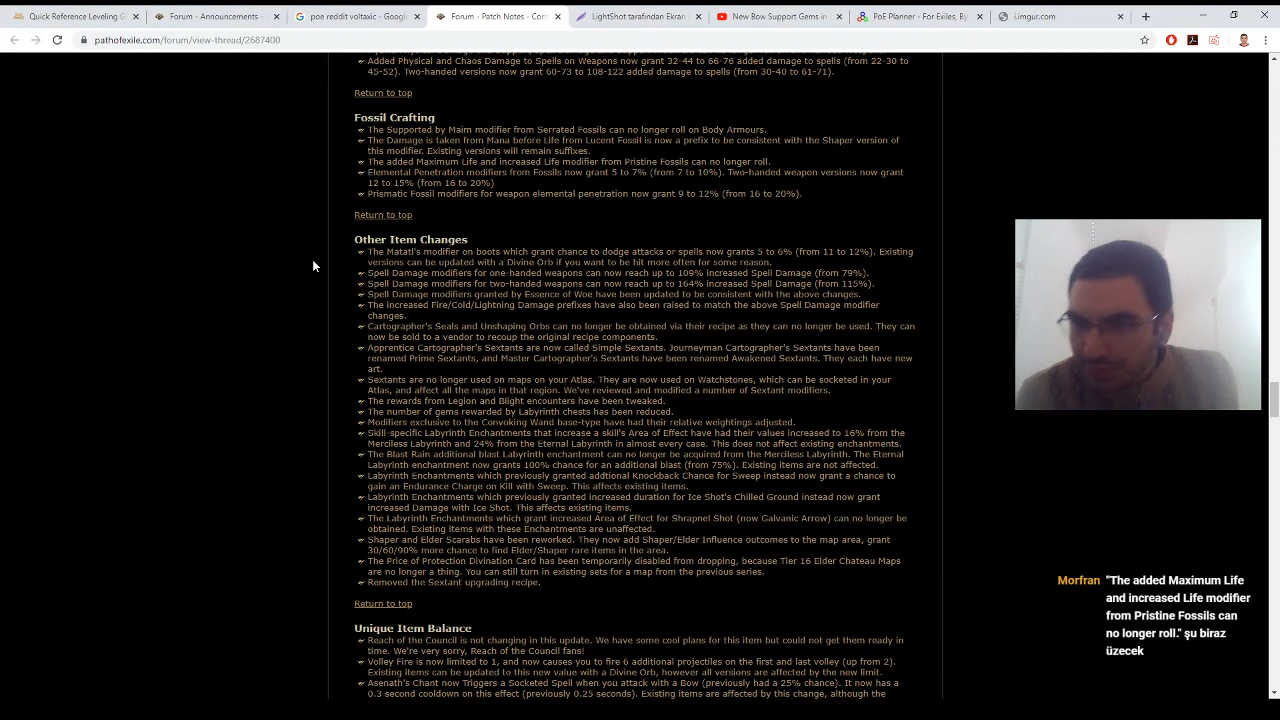 Quick Reference Leveling G
Forum - Announcements -
poe reddit voltaxic - Google
Forum - Patch Notes - Con
LightShot tarafından Ekran
New Bow Support Gems in
PoE Planner - For Exiles, By
i.imgur.com
pathofexile.com/forum/view-thread/2687400
Added Physical and Chaos Damage to Spells on Weapons now grant 32-44 to 66-76 added damage to spells (from 22-30 to
45-52). Two-handed versions now grant 60-73 to 108-122 added damage to spells (from 30-40 to 61-71).
Return to top
Fossil Crafting
The Supported by Maim modifier from Serrated Fossils can no longer roll on Body Armours.
The Damage is taken from Mana before Life from Lucent Fossil is now a prefix to be consistent with the Shaper version of
this modifier. Existing versions will remain suffixes.
The added Maximum Life and increased Life modifier from Pristine Fossils can no longer roll.
Elemental Penetration modifiers from Fossils now grant 5 to 7% (from 7 to 10%). Two-handed weapon versions now grant
12 to 15% (from 16 to 20%)
Prismatic Fossil modifiers for weapon elemental penetration now grant 9 to 12% (from 16 to 20%).
Return to top
Other Item Changes
The Matatl's modifier on boots which grant chance to dodge attacks or spells now grants 5 to 6% (from 11 to 12%). Existing
versions can be updated with a Divine Orb if you want to be hit more often for some reason.
Spell Damage modifiers for one-handed weapons can now reach up to 109% increased Spell Damage (from 79%).
Spell Damage modifiers for two-handed weapons can now reach up to 164% increased Spell Damage (from 115%).
Spell Damage modifiers granted by Essence of Woe have been updated to be consistent with the above changes.
The increased Fire/Cold/Lightning Damage prefixes have also been raised to match the above Spell Damage modifier
changes.
Cartographer's Seals and Unshaping Orbs can no longer be obtained via their recipe as they can no longer be used. They can
now be sold to a vendor to recoup the original recipe components.
Apprentice Cartographer's Sextants are now called Simple Sextants. Journeyman Cartographer's Sextants have been
renamed Prime Sextants, and Master Cartographer's Sextants have been renamed Awakened Sextants. They each have new
art.
Sextants are no longer used on maps on your Atlas. They are now used on Watchstones, which can be socketed in your
Atlas, and affect all the maps in that region. We've reviewed and modified a number of Sextant modifiers.
The rewards from Legion and Blight encounters have been tweaked.
The number of gems rewarded by Labyrinth chests has been reduced.
Modifiers exclusive to the Convoking Wand base-type have had their relative weightings adjusted.
Skill-specific Labyrinth Enchantments that increase a skill's Area of Effect have had their values increased to 16% from the
Merciless Labyrinth and 24% from the Eternal Labyrinth in almost every case. This does not affect existing enchantments.
The Blast Rain additional blast Labyrinth enchantment can no longer be acquired from the Merciless Labyrinth. The Eternal
Labyrinth enchantment now grants 100% chance for an additional blast (from 75%). Existing items are not affected.
Labyrinth Enchantments which previously granted addtional Knockback Chance for Sweep instead now grant a chance to
gain an Endurance Charge on Kill with Sweep. This affects existing items.
Labyrinth Enchantments which previously granted increased duration for Ice Shot's Chilled Ground instead now grant
increased Damage with Ice Shot. This affects existing items.
The Labyrinth Enchantments which grant increased Area of Effect for Shrapnel Shot (now Galvanic Arrow) can no longer be
obtained. Existing items with these Enchantments are unaffected.
Shaper and Elder Scarabs have been reworked. They now add Shaper/Elder Influence outcomes to the map area, grant
30/60/90% more chance to find Elder/Shaper rare items in the area.
The Price of Protection Divination Card has been temporarily disabled from dropping, because Tier 16 Elder Chateau Maps
are no longer a thing. You can still turn in existing sets for a map from the previous series.
Removed the Sextant upgrading recipe.
Return to top
Unique Item Balance
Reach of the Council is not changing in this update. We have some cool plans for this item but could not get them ready in
time. We're very sorry, Reach of the Council fans!
Volley Fire is now limited to 1, and now causes you to fire 6 additional projectiles on the first and last volley (up from 2).
Existing items can be updated to this new value with a Divine Orb, however all versions are affected by the new limit.
Asenath's Chant now Triggers a Socketed Spell when you attack with a Bow (previously had a 25% chance). It now has a
0.3 second cooldown on this effect (previously 0.25 seconds). Existing items are affected by this change, although the
Morfran "The added Maximum Life
and increased Life modifier
from Pristine Fossils can
no longer roll." şu biraz
üzecek